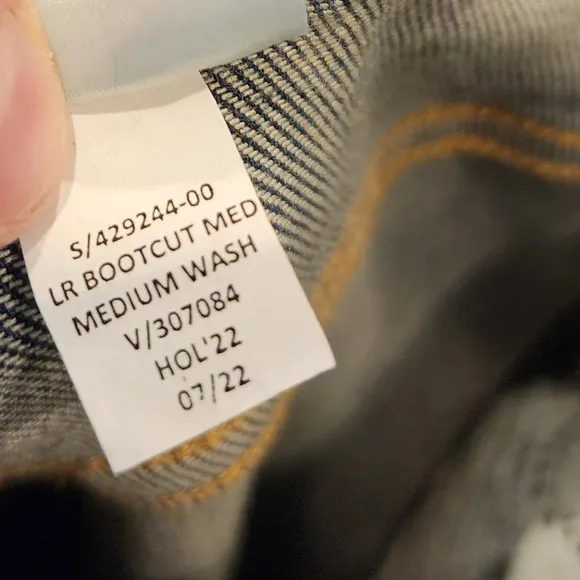 S/429244-00
LR BOOTCUT MED
MEDIUM WASH
V/307084
HOL'22
07/22